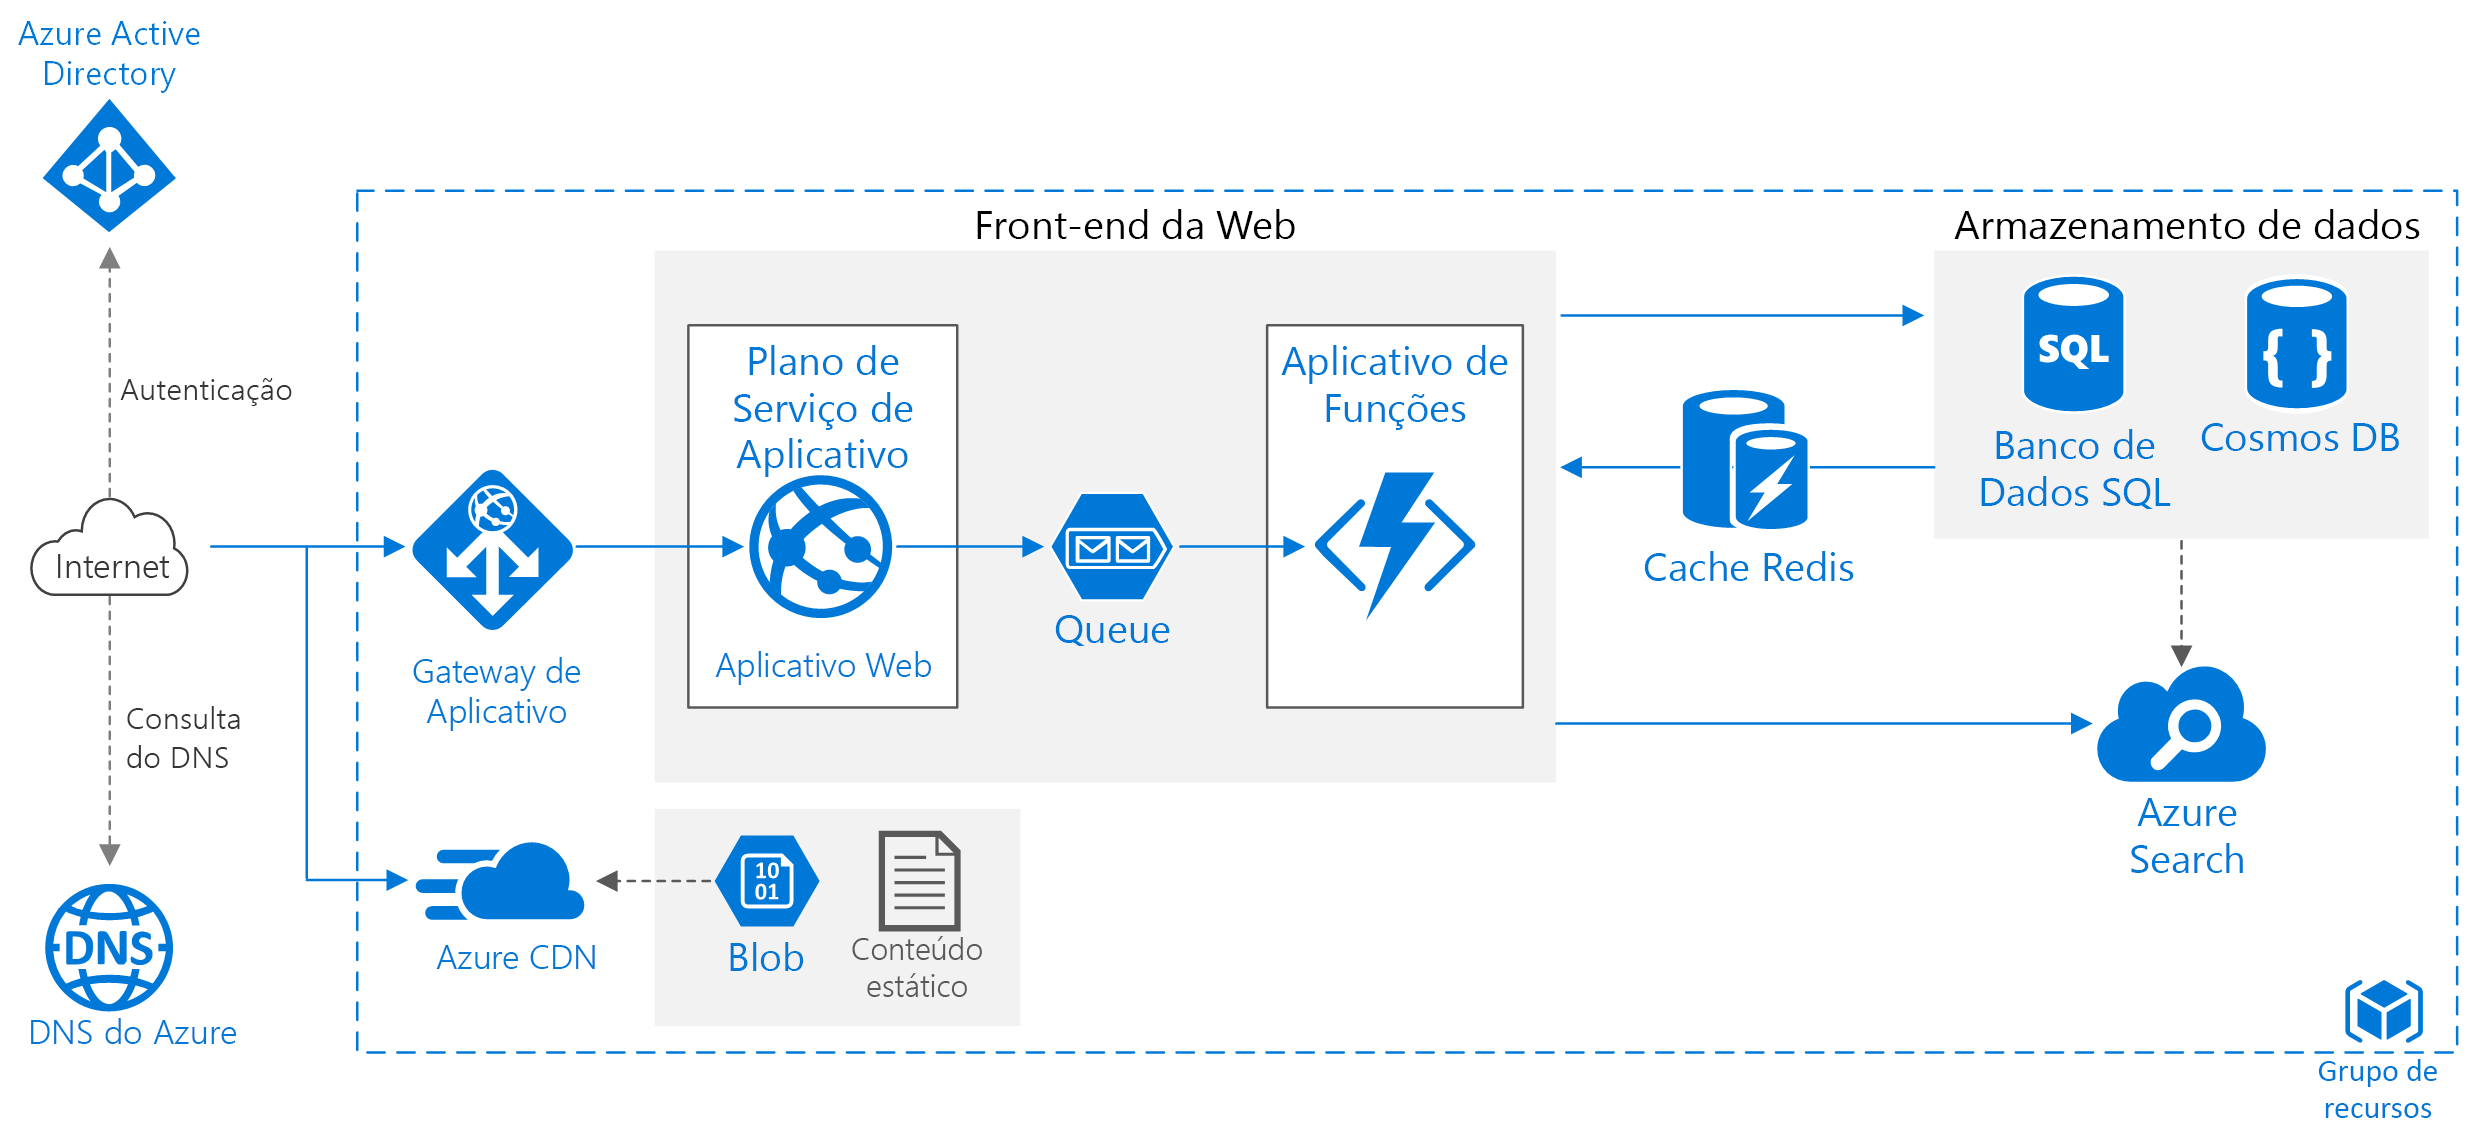 Azure Active
Directory
Autenticação
Internet
Consulta
do DNS
DNS
DNS do Azure
Gateway de
Aplicativo
Azure CDN
Front-end da Web
Plano de
Serviço de
Aplicativo
Aplicativo Web
Queue
Aplicativo de
Funções
10
01
Blob
Conteúdo
estático
Cache Redis
Armazenamento de dados
SQL
Banco de
Dados SQL
{ }
Cosmos DB
Azure
Search
Grupo de
recursos